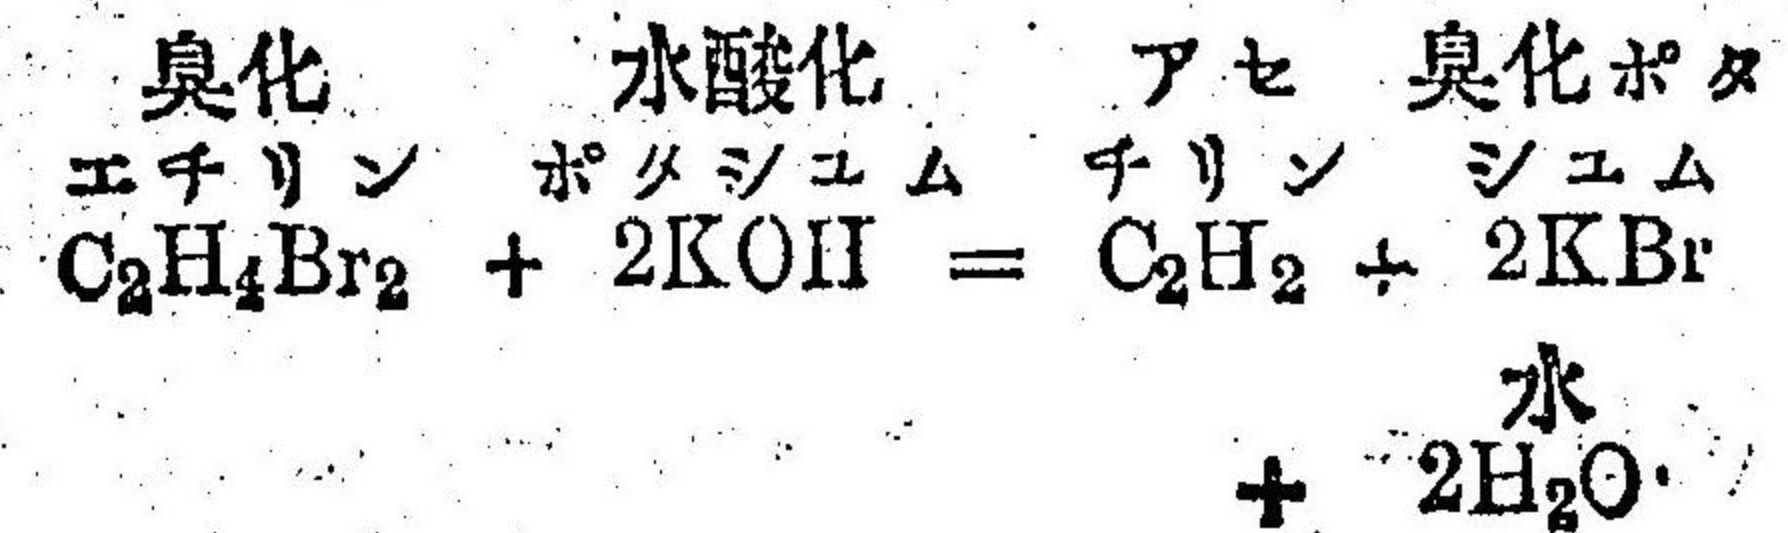 臭化 水酸化 アセ 臭化ポタ
エチリン ポタシユム チリン シユム
C₂H₄Br₂ + 2KOH = C₂H₂ + 2KBr
水
+ 2H₂O.